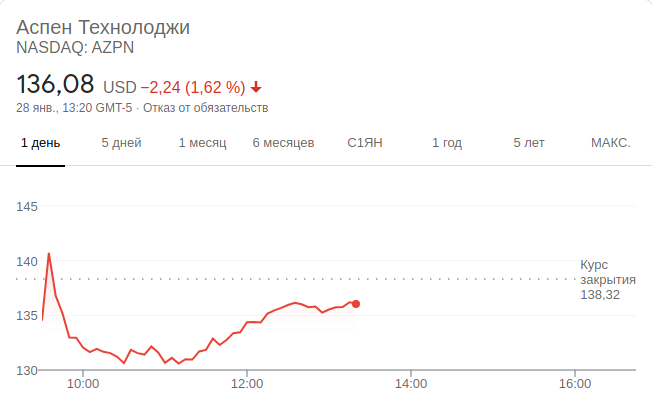 Аспен Технолоджи
NASDAQ: AZPN
136,08 USD −2,24 (1,62 %)
28 янв., 13:20 GMT-5 · Отказ от обязательств
1 день 5 дней 1 месяц 6 месяцев С1ЯН 1 год 5 лет МАКС.
145
140
Курс
закрытия
138,32
135
130
10:00 12:00 14:00 16:00